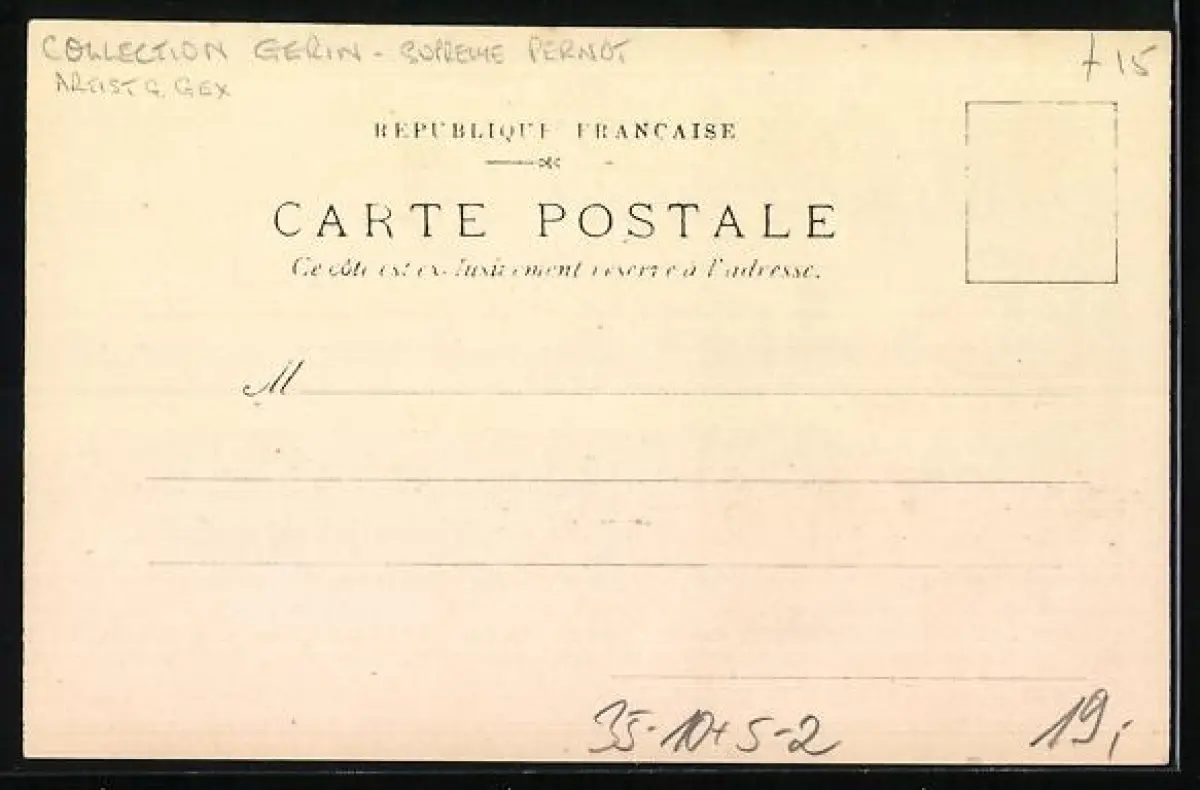 COLLECTION GERIN - SUPREME PERNOT
ARTIST G. GEX
£ 15
REPUBLIQUE FRANCAISE
CARTE POSTALE
Ce côté est exclusivement réservé à l'adresse.
M
35-10+5-2
19,